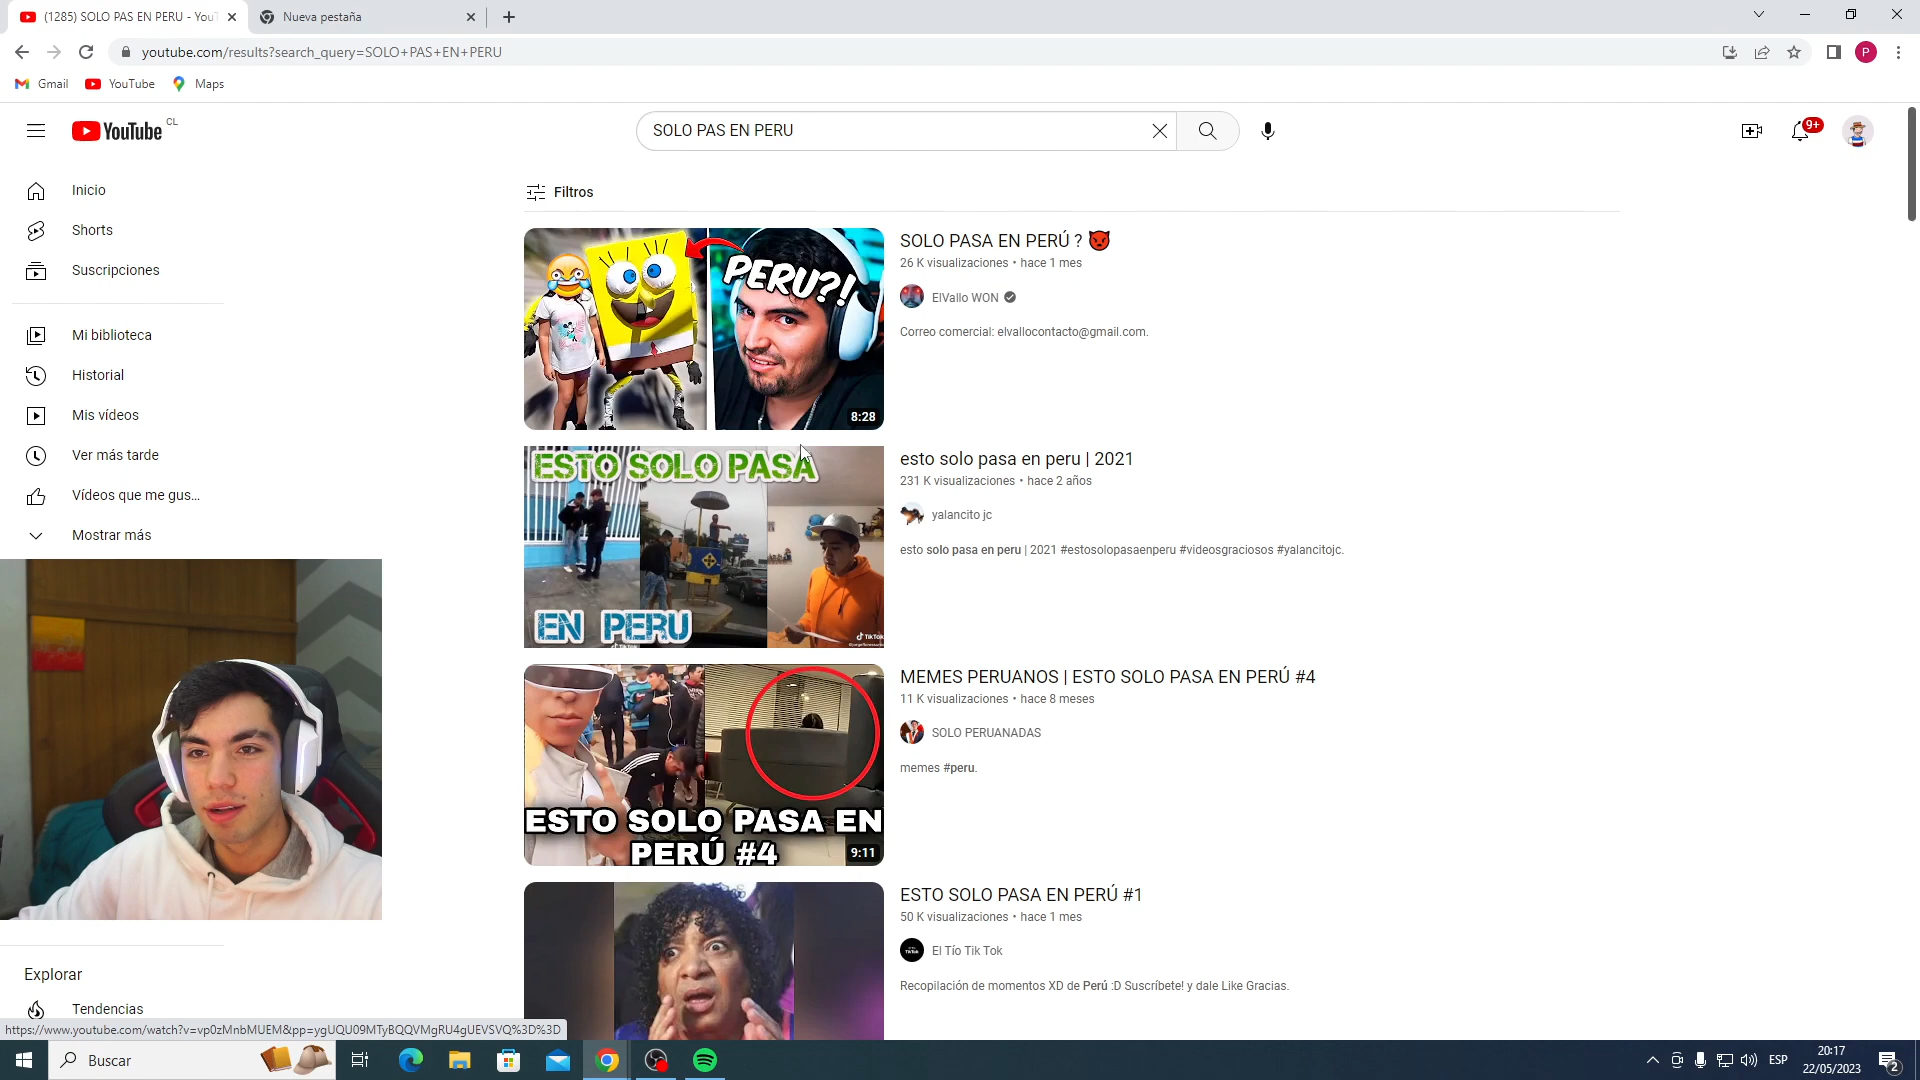 (1285) SOLO PAS EN PERU - YouT
Nueva pestaña
youtube.com/results?search_query=SOLO+PAS+EN+PERU
P
Gmail
YouTube
Maps
YouTube CL
SOLO PAS EN PERU
9+
Inicio
Shorts
Suscripciones
Mi biblioteca
Historial
Mis vídeos
Ver más tarde
Vídeos que me gus...
Mostrar más
Explorar
Tendencias
Filtros
PERU?!
8:28
SOLO PASA EN PERÚ ? 👿
26 K visualizaciones • hace 1 mes
ElVallo WON
Correo comercial: elvallocontacto@gmail.com.
ESTO SOLO PASA
EN PERU
TikTok
TikTok
esto solo pasa en peru | 2021
231 K visualizaciones • hace 2 años
yalancito jc
esto solo pasa en peru | 2021 #estosolopasaenperu #videosgraciosos #yalancitojc.
ESTO SOLO PASA EN
PERÚ #4
9:11
MEMES PERUANOS | ESTO SOLO PASA EN PERÚ #4
11 K visualizaciones • hace 8 meses
SOLO PERUANADAS
memes #peru.
ESTO SOLO PASA EN PERÚ #1
50 K visualizaciones • hace 1 mes
El Tío Tik Tok
Recopilación de momentos XD de Perú :D Suscríbete! y dale Like Gracias.
https://www.youtube.com/watch?v=vp0zMnbMUEM&pp=ygUQU09MTyBQQVMgRU4gUEVSVQ%3D%3D
Buscar
ESP
20:17
22/05/2023
2